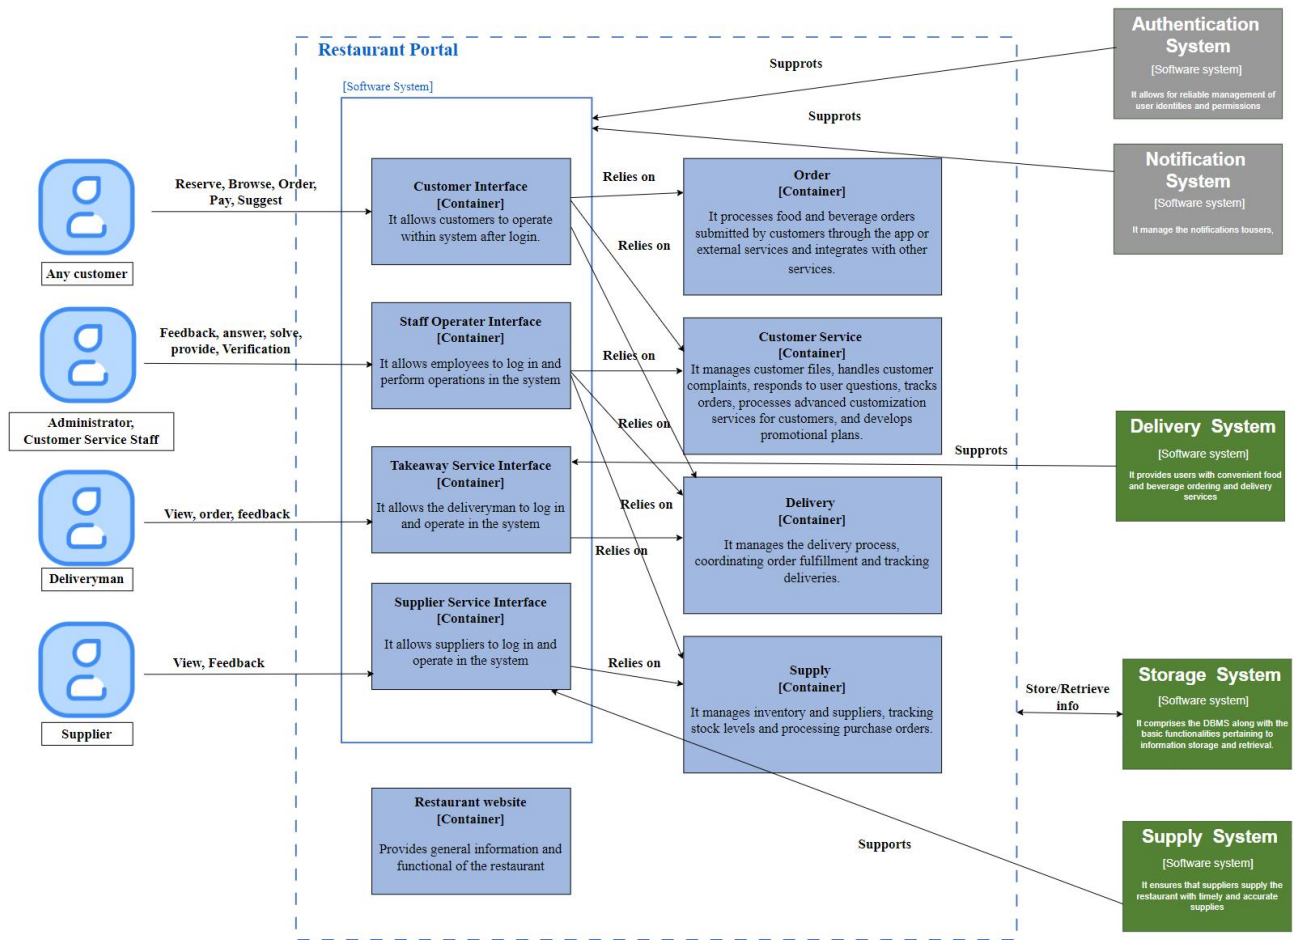 Restaurant Portal
[Software System]
Any customer
Administrator,
Customer Service Staff
Deliveryman
Supplier
Reserve, Browse, Order,
Pay, Suggest
Feedback, answer, solve,
provide, Verification
View, order, feedback
View, Feedback
Customer Interface
[Container]
It allows customers to operate
within system after login.
Staff Operater Interface
[Container]
It allows employees to log in and
perform operations in the system
Takeaway Service Interface
[Container]
It allows the deliveryman to log in
and operate in the system
Supplier Service Interface
[Container]
It allows suppliers to log in and
operate in the system
Restaurant website
[Container]
Provides general information and
functional of the restaurant
Relies on
Relies on
Relies on
Relies on
Relies on
Relies on
Relies on
Order
[Container]
It processes food and beverage orders
submitted by customers through the app or
external services and integrates with other
services.
Customer Service
[Container]
It manages customer files, handles customer
complaints, responds to user questions, tracks
orders, processes advanced customization
services for customers, and develops
promotional plans.
Delivery
[Container]
It manages the delivery process,
coordinating order fulfillment and tracking
deliveries.
Supply
[Container]
It manages inventory and suppliers, tracking
stock levels and processing purchase orders.
Supprots
Supprots
Supprots
Store/Retrieve
info
Supports
Authentication
System
[Software system]
It allows for reliable management of
user identities and permissions
Notification
System
[Software system]
It manage the notifications tousers,
Delivery System
[Software system]
It provides users with convenient food
and beverage ordering and delivery
services
Storage System
[Software system]
It comprises the DBMS along with the
basic functionalities pertaining to
information storage and retrieval.
Supply System
[Software system]
It ensures that suppliers supply the
restaurant with timely and accurate
supplies